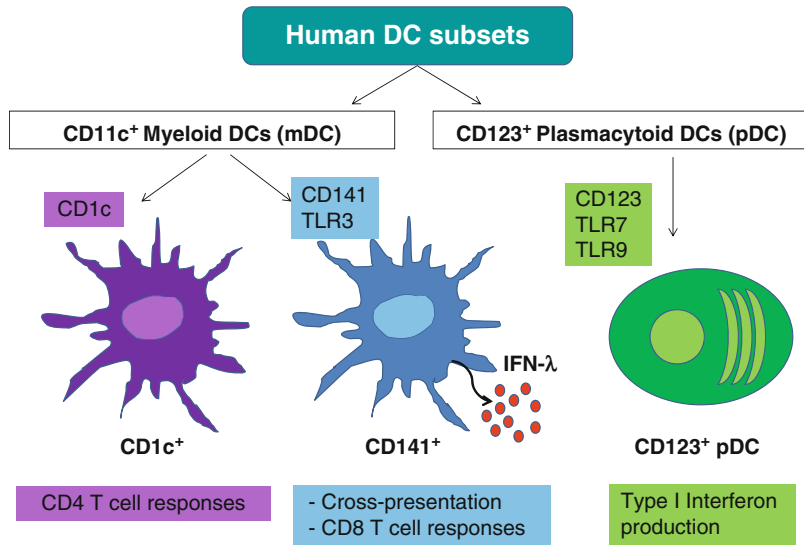 Human DC subsets
CD11c+ Myeloid DCs (mDC)
CD123+ Plasmacytoid DCs (pDC)
CD1c
CD141
TLR3
CD123
TLR7
TLR9
IFN-λ
CD1c+
CD141+
CD123+ pDC
CD4 T cell responses
- Cross-presentation
- CD8 T cell responses
Type I Interferon
production